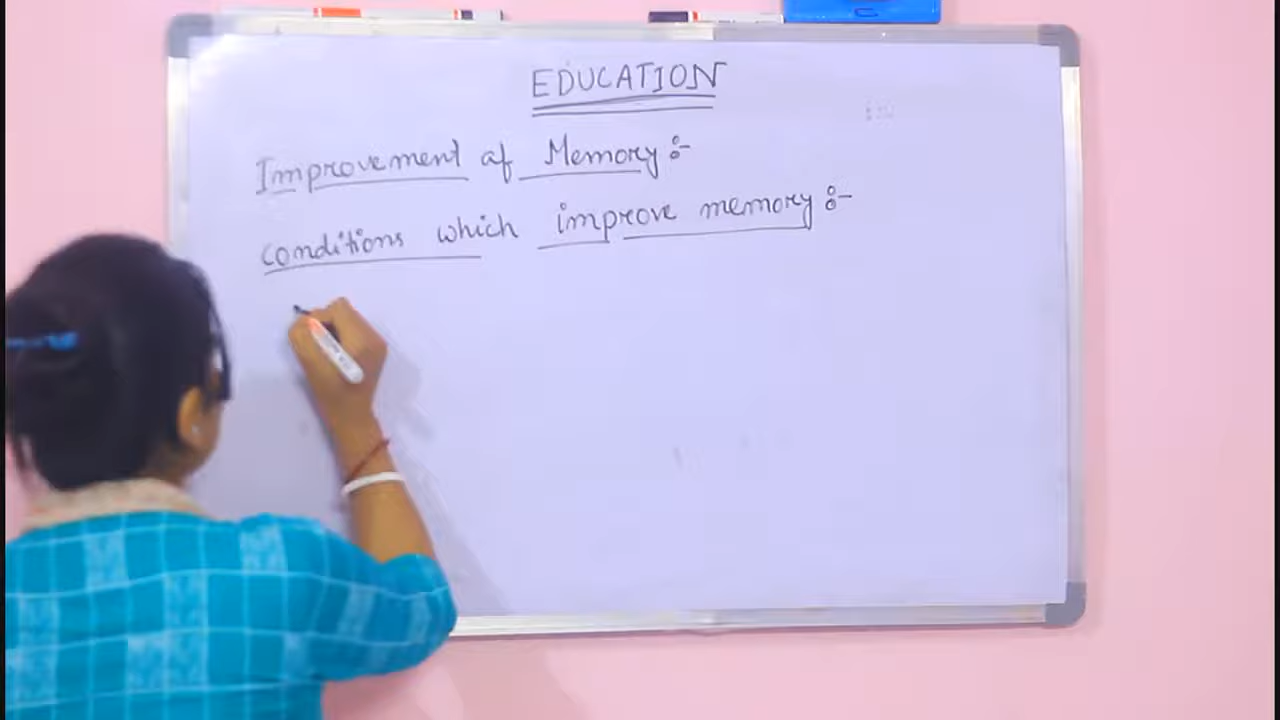 EDUCATION
Improvement of Memory :-
conditions which improve memory :-